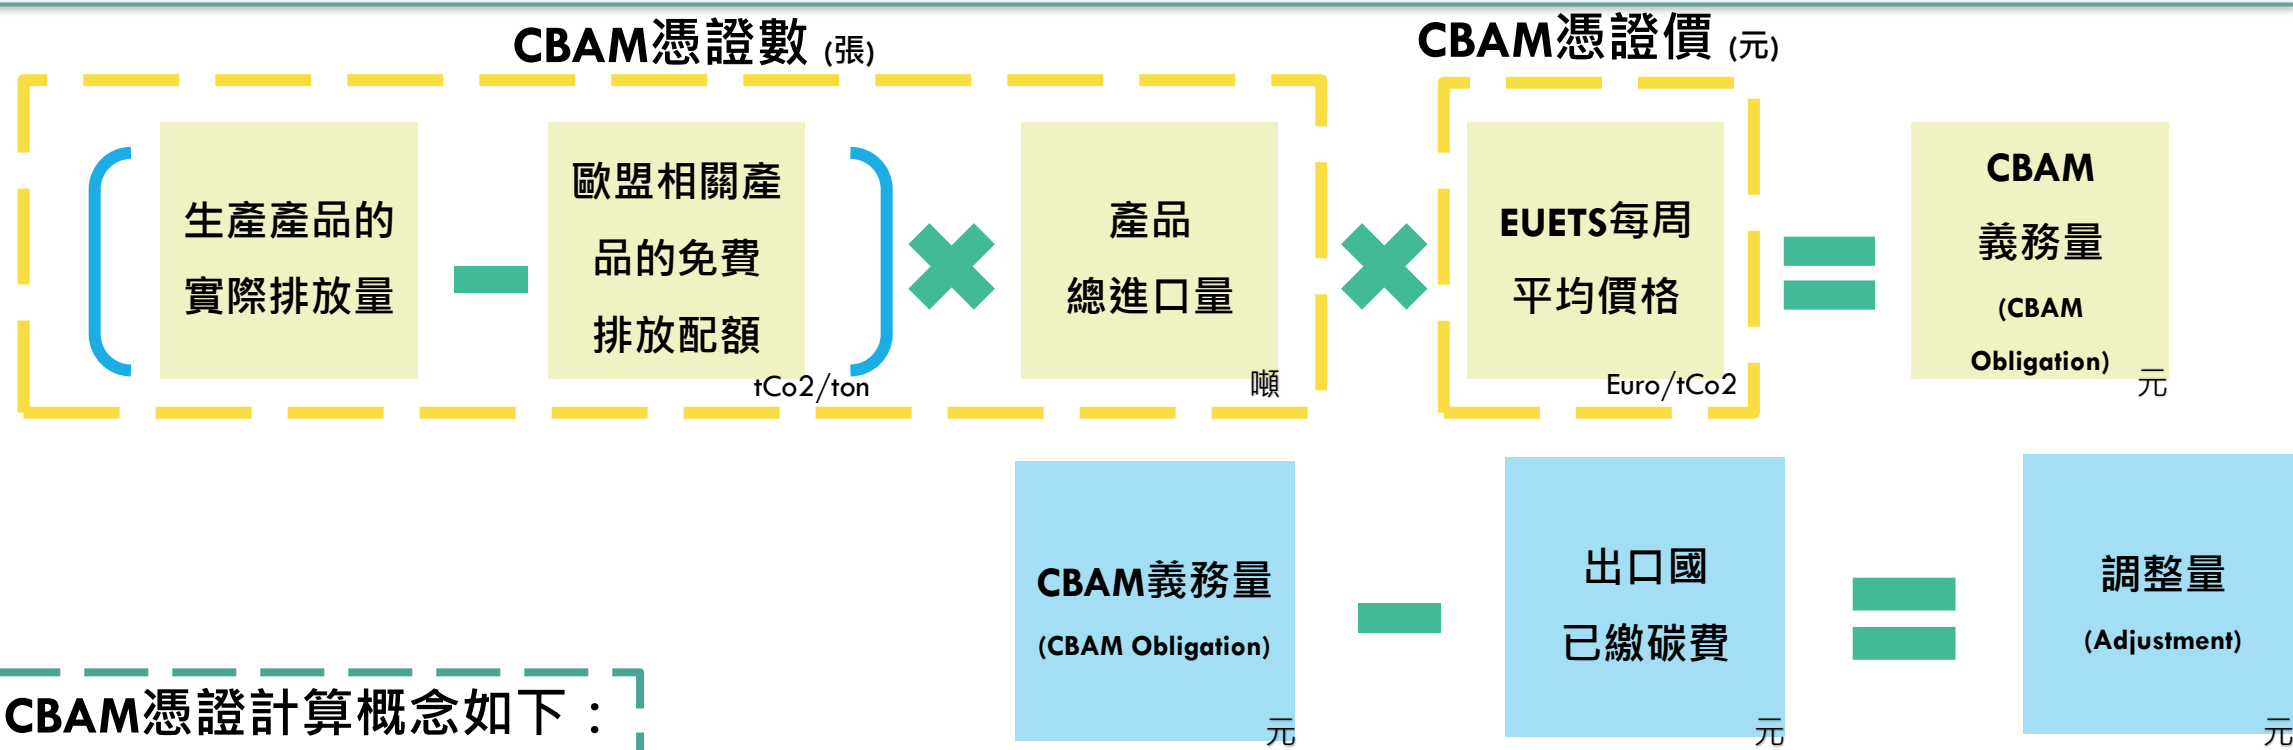 CBAM憑證數 (張)
CBAM憑證價 (元)
生產產品的
實際排放量
歐盟相關產
品的免費
排放配額
tCo2/ton
產品
總進口量
噸
EUETS每周
平均價格
Euro/tCo2
CBAM
義務量
(CBAM
Obligation)
元
CBAM義務量
(CBAM Obligation)
元
出口國
已繳碳費
元
調整量
(Adjustment)
元
CBAM憑證計算概念如下：